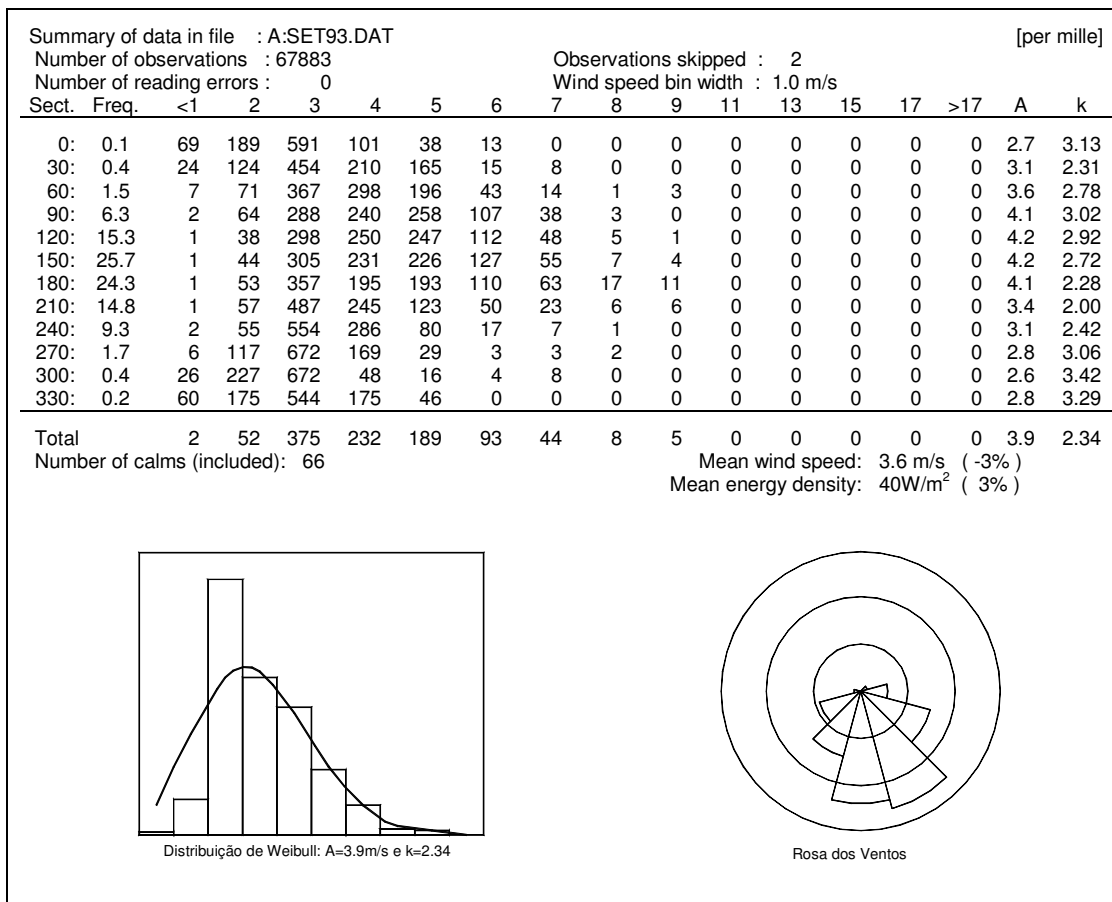 Summary of data in file : A:SET93.DAT [per mille]
Number of observations : 67883 Observations skipped : 2
Number of reading errors : 0 Wind speed bin width : 1.0 m/s
Sect. Freq. <1 2 3 4 5 6 7 8 9 11 13 15 17 >17 A k
0: 0.1 69 189 591 101 38 13 0 0 0 0 0 0 0 0 2.7 3.13
30: 0.4 24 124 454 210 165 15 8 0 0 0 0 0 0 0 3.1 2.31
60: 1.5 7 71 367 298 196 43 14 1 3 0 0 0 0 0 3.6 2.78
90: 6.3 2 64 288 240 258 107 38 3 0 0 0 0 0 0 4.1 3.02
120: 15.3 1 38 298 250 247 112 48 5 1 0 0 0 0 0 4.2 2.92
150: 25.7 1 44 305 231 226 127 55 7 4 0 0 0 0 0 4.2 2.72
180: 24.3 1 53 357 195 193 110 63 17 11 0 0 0 0 0 4.1 2.28
210: 14.8 1 57 487 245 123 50 23 6 6 0 0 0 0 0 3.4 2.00
240: 9.3 2 55 554 286 80 17 7 1 0 0 0 0 0 0 3.1 2.42
270: 1.7 6 117 672 169 29 3 3 2 0 0 0 0 0 0 2.8 3.06
300: 0.4 26 227 672 48 16 4 8 0 0 0 0 0 0 0 2.6 3.42
330: 0.2 60 175 544 175 46 0 0 0 0 0 0 0 0 0 2.8 3.29
Total 2 52 375 232 189 93 44 8 5 0 0 0 0 0 3.9 2.34
Number of calms (included): 66 Mean wind speed: 3.6 m/s ( -3% )
Mean energy density: 40W/m² ( 3% )
Distribuição de Weibull: A=3.9m/s e k=2.34
Rosa dos Ventos